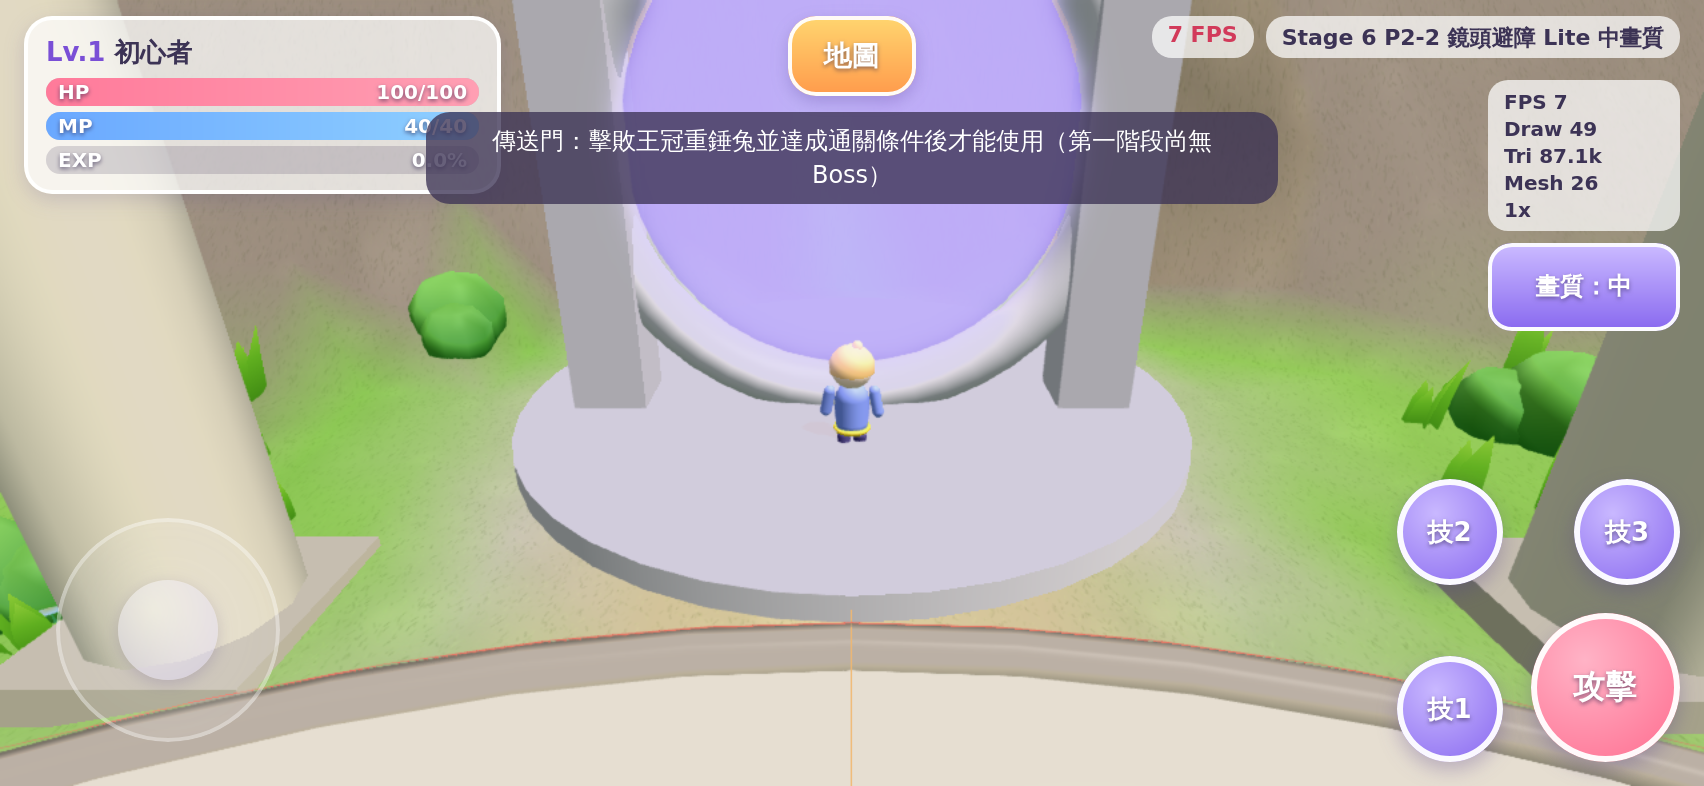 Lv.1 初心者
HP 100/100
MP 40/40
EXP 0.0%
地圖
7 FPS
Stage 6 P2-2 鏡頭避障 Lite 中畫質
傳送門：擊敗王冠重錘兔並達成通關條件後才能使用（第一階段尚無
Boss）
FPS 7
Draw 49
Tri 87.1k
Mesh 26
1x
畫質：中
技2
技3
技1
攻擊